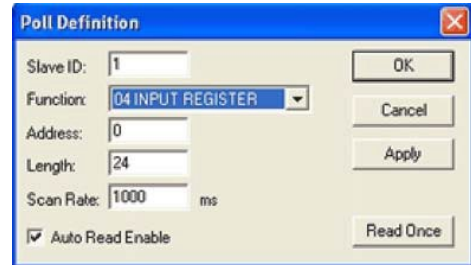 Poll Definition
Slave ID: 1
OK
Function: 04 INPUT REGISTER
Cancel
Address: 0
Length: 24
Apply
Scan Rate: 1000 ms
Auto Read Enable
Read Once